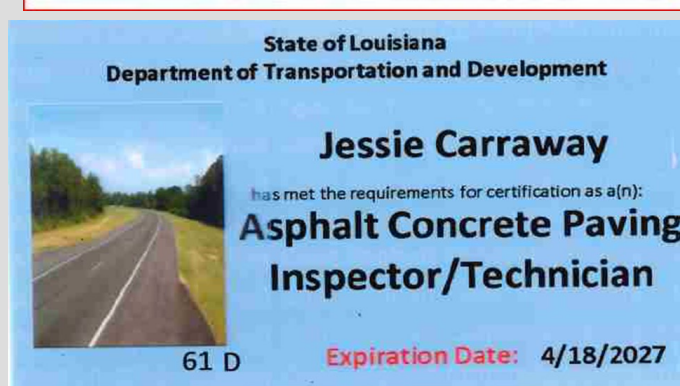 State of Louisiana
Department of Transportation and Development
Jessie Carraway
has met the requirements for certification as a(n):
Asphalt Concrete Paving
Inspector/Technician
61 D
Expiration Date: 4/18/2027